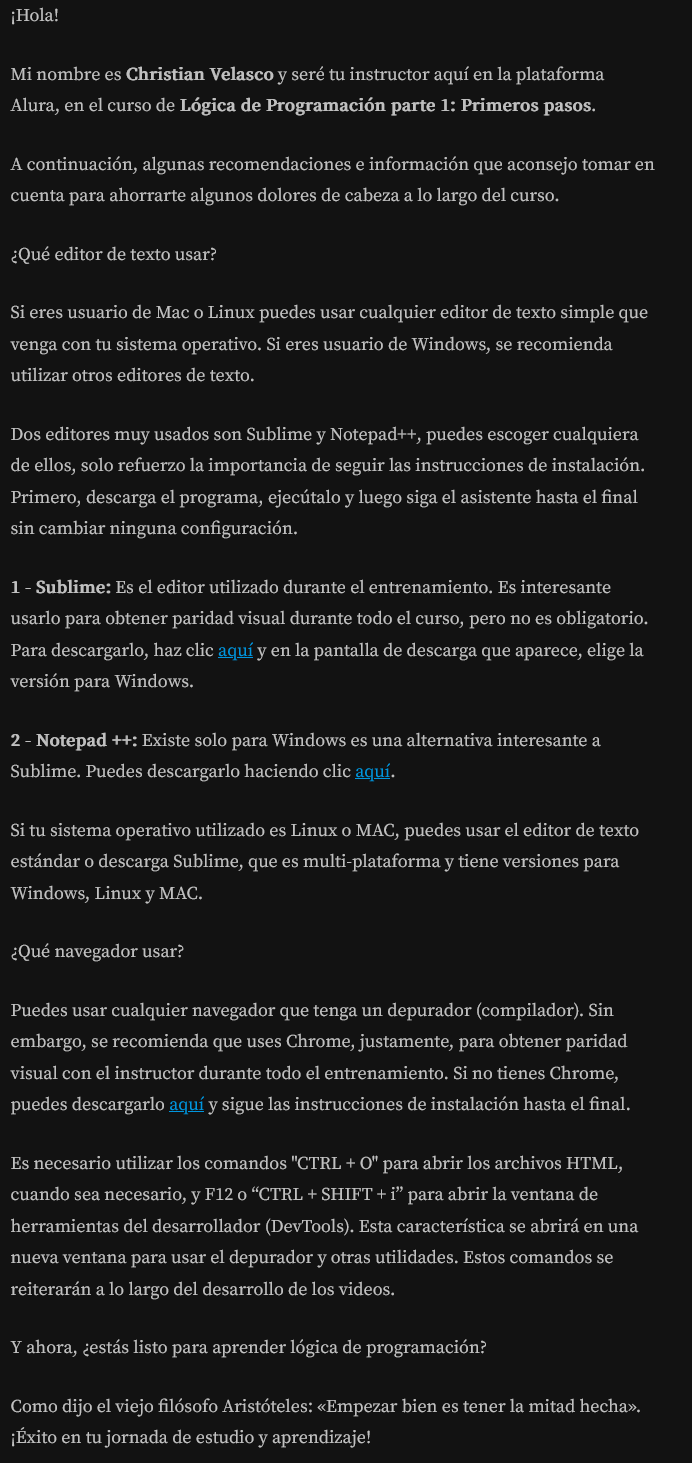 ¡Hola!
Mi nombre es Christian Velasco y seré tu instructor aquí en la plataforma
Alura, en el curso de Lógica de Programación parte 1: Primeros pasos.
A continuación, algunas recomendaciones e información que aconsejo tomar en
cuenta para ahorrarte algunos dolores de cabeza a lo largo del curso.
¿Qué editor de texto usar?
Si eres usuario de Mac o Linux puedes usar cualquier editor de texto simple que
venga con tu sistema operativo. Si eres usuario de Windows, se recomienda
utilizar otros editores de texto.
Dos editores muy usados son Sublime y Notepad++, puedes escoger cualquiera
de ellos, solo refuerzo la importancia de seguir las instrucciones de instalación.
Primero, descarga el programa, ejecútalo y luego siga el asistente hasta el final
sin cambiar ninguna configuración.
1 - Sublime: Es el editor utilizado durante el entrenamiento. Es interesante
usarlo para obtener paridad visual durante todo el curso, pero no es obligatorio.
Para descargarlo, haz clic aquí y en la pantalla de descarga que aparece, elige la
versión para Windows.
2 - Notepad ++: Existe solo para Windows es una alternativa interesante a
Sublime. Puedes descargarlo haciendo clic aquí.
Si tu sistema operativo utilizado es Linux o MAC, puedes usar el editor de texto
estándar o descarga Sublime, que es multi-plataforma y tiene versiones para
Windows, Linux y MAC.
¿Qué navegador usar?
Puedes usar cualquier navegador que tenga un depurador (compilador). Sin
embargo, se recomienda que uses Chrome, justamente, para obtener paridad
visual con el instructor durante todo el entrenamiento. Si no tienes Chrome,
puedes descargarlo aquí y sigue las instrucciones de instalación hasta el final.
Es necesario utilizar los comandos "CTRL + O" para abrir los archivos HTML,
cuando sea necesario, y F12 o “CTRL + SHIFT + i” para abrir la ventana de
herramientas del desarrollador (DevTools). Esta característica se abrirá en una
nueva ventana para usar el depurador y otras utilidades. Estos comandos se
reiterarán a lo largo del desarrollo de los videos.
Y ahora, ¿estás listo para aprender lógica de programación?
Como dijo el viejo filósofo Aristóteles: «Empezar bien es tener la mitad hecha».
¡Éxito en tu jornada de estudio y aprendizaje!